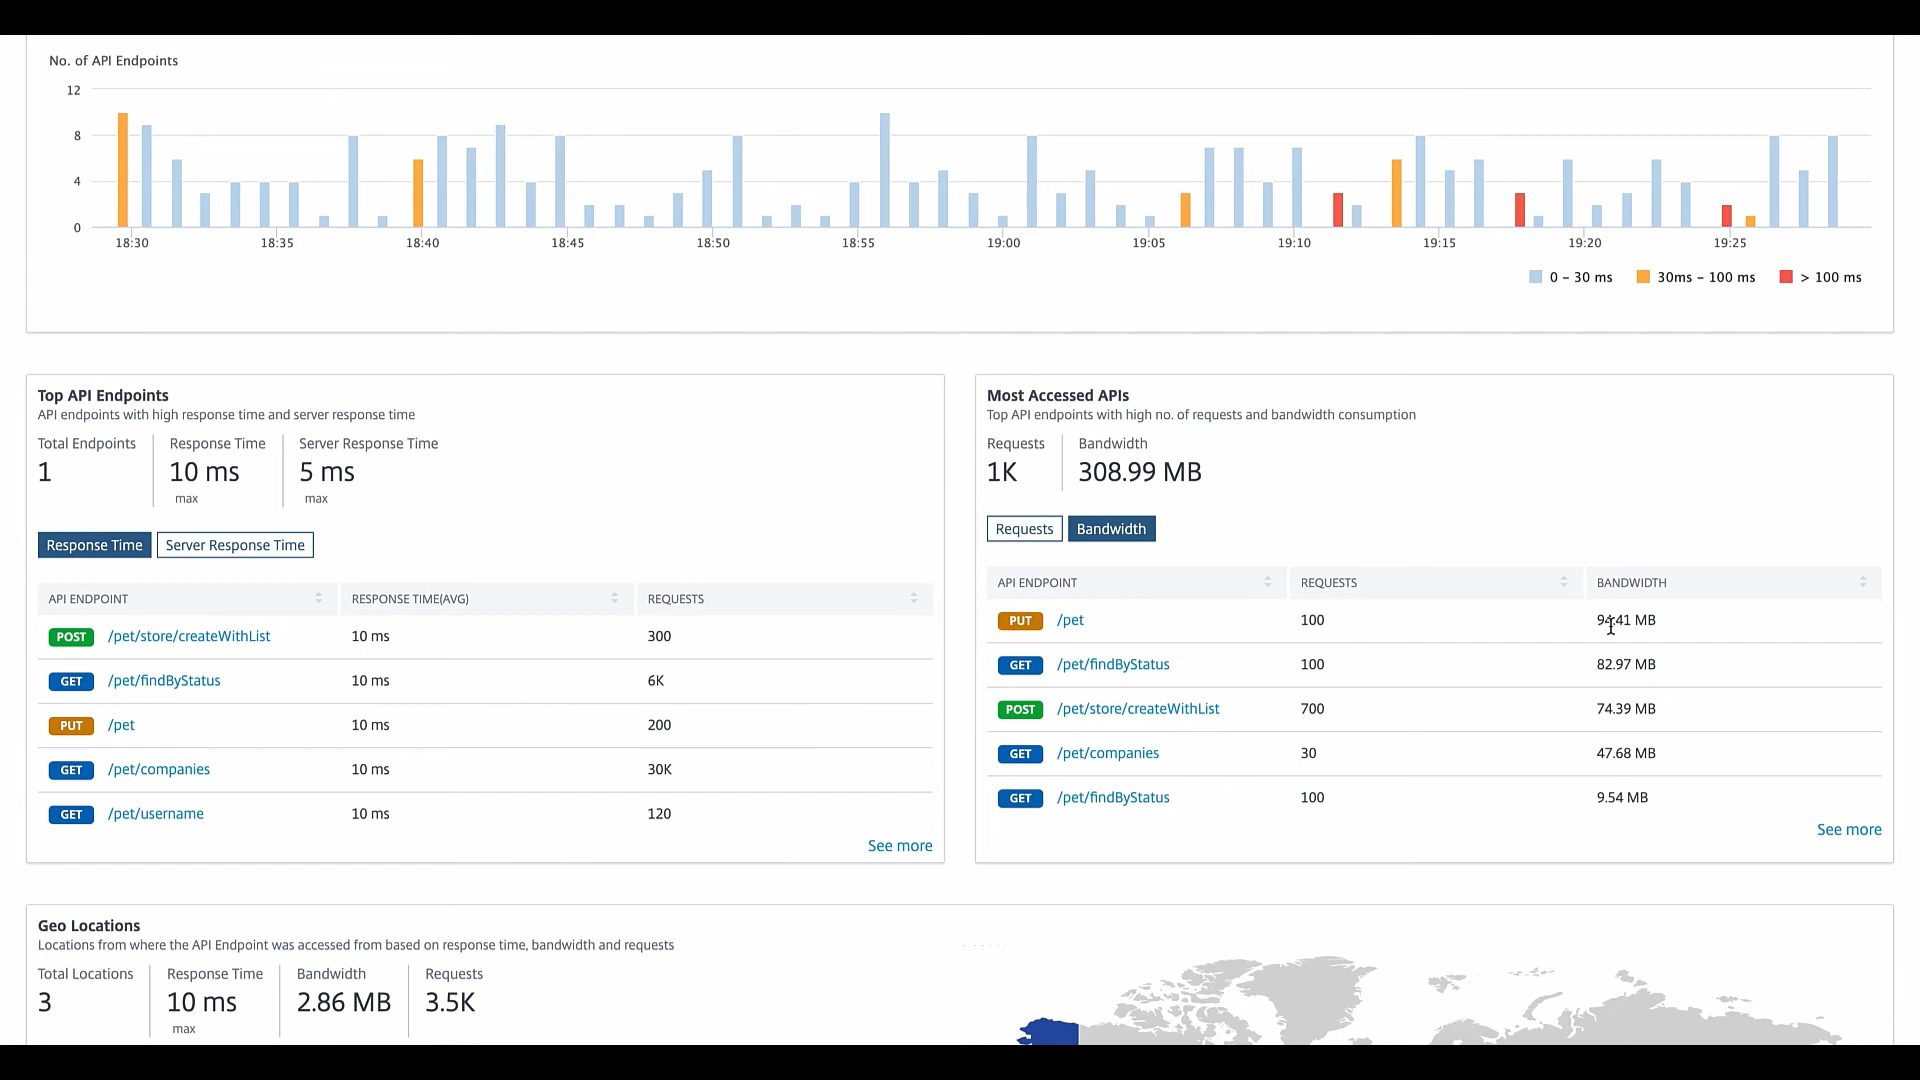 No. of API Endpoints
12
8
4
0
18:30 18:35 18:40 18:45 18:50 18:55 19:00 19:05 19:10 19:15 19:20 19:25
0 – 30 ms 30ms – 100 ms > 100 ms
Top API Endpoints
API endpoints with high response time and server response time
Total Endpoints Response Time Server Response Time
1 10 ms 5 ms
max max
Response Time Server Response Time
API ENDPOINT RESPONSE TIME(AVG) REQUESTS
POST /pet/store/createWithList 10 ms 300
GET /pet/findByStatus 10 ms 6K
PUT /pet 10 ms 200
GET /pet/companies 10 ms 30K
GET /pet/username 10 ms 120
See more
Most Accessed APIs
Top API endpoints with high no. of requests and bandwidth consumption
Requests Bandwidth
1K 308.99 MB
Requests Bandwidth
API ENDPOINT REQUESTS BANDWIDTH
PUT /pet 100 94.41 MB
GET /pet/findByStatus 100 82.97 MB
POST /pet/store/createWithList 700 74.39 MB
GET /pet/companies 30 47.68 MB
GET /pet/findByStatus 100 9.54 MB
See more
Geo Locations
Locations from where the API Endpoint was accessed from based on response time, bandwidth and requests
Total Locations Response Time Bandwidth Requests
3 10 ms 2.86 MB 3.5K
max